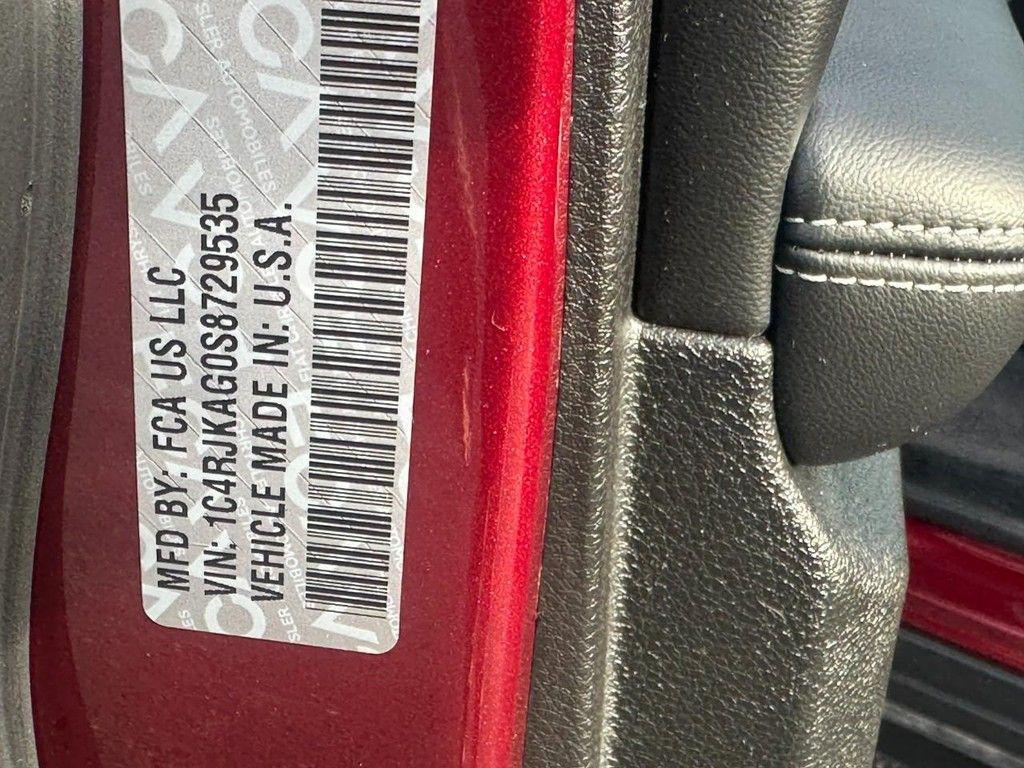 MFD BY: FCA US LLC
VIN: 1C4RJKAG0S8729535
VEHICLE MADE IN: U.S.A.